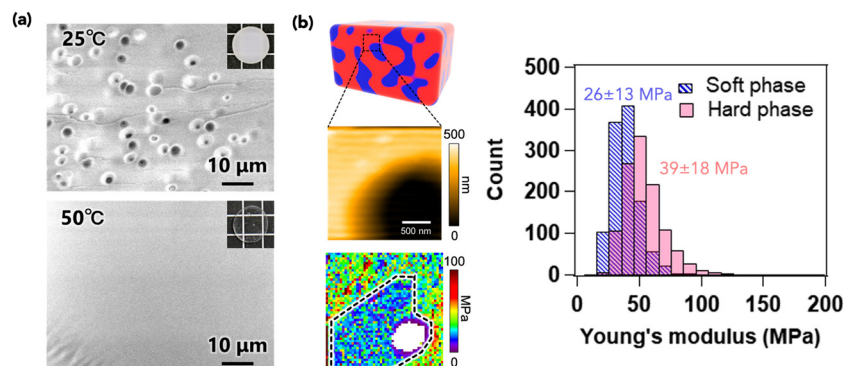 (a)
25℃
10 μm
50℃
10 μm
(b)
500
nm
0
500 nm
100
MPa
0
500
400
300
200
100
0
Count
26±13 MPa
Soft phase
Hard phase
39±18 MPa
0
50
100
150
200
Young's modulus (MPa)